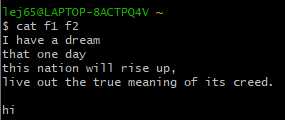 lej65@LAPTOP-8ACTPQ4V ~
$ cat f1 f2
I have a dream
that one day
this nation will rise up,
live out the true meaning of its creed.

hi